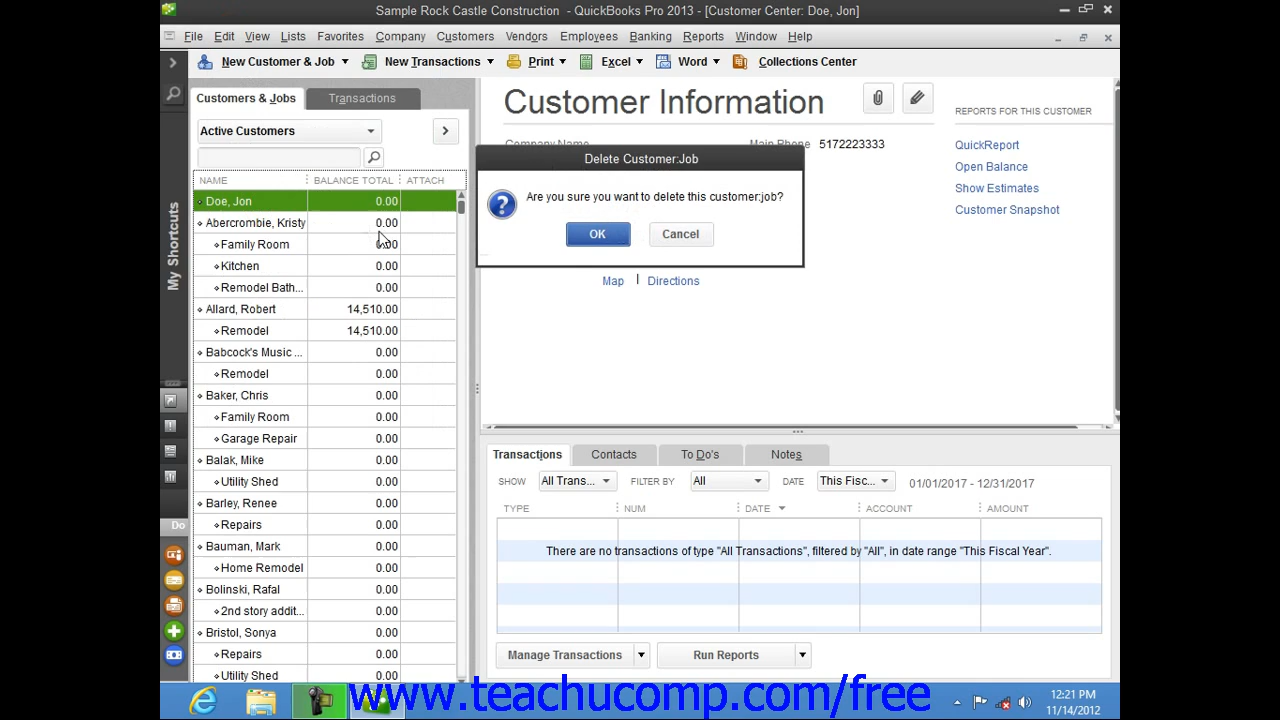 Sample Rock Castle Construction - QuickBooks Pro 2013 - [Customer Center: Doe, Jon]
File Edit View Lists Favorites Company Customers Vendors Employees Banking Reports Window Help
New Customer & Job New Transactions Print Excel Word Collections Center
Customers & Jobs Transactions
Active Customers
NAME BALANCE TOTAL ATTACH
Doe, Jon 0.00
Abercrombie, Kristy 0.00
Family Room 0.00
Kitchen 0.00
Remodel Bath... 0.00
Allard, Robert 14,510.00
Remodel 14,510.00
Babcock's Music ... 0.00
Remodel 0.00
Baker, Chris 0.00
Family Room 0.00
Garage Repair 0.00
Balak, Mike 0.00
Utility Shed 0.00
Barley, Renee 0.00
Repairs 0.00
Bauman, Mark 0.00
Home Remodel 0.00
Bolinski, Rafal 0.00
2nd story addit... 0.00
Bristol, Sonya 0.00
Repairs 0.00
Utility Shed 0.00
My Shortcuts
Do
Customer Information
Company Name Main Phone 5172223333
REPORTS FOR THIS CUSTOMER
QuickReport
Open Balance
Show Estimates
Customer Snapshot
Delete Customer:Job
Are you sure you want to delete this customer:job?
OK Cancel
Map | Directions
Transactions Contacts To Do's Notes
SHOW All Trans... FILTER BY All DATE This Fisc... 01/01/2017 - 12/31/2017
TYPE NUM DATE ACCOUNT AMOUNT
There are no transactions of type "All Transactions", filtered by "All", in date range "This Fiscal Year".
Manage Transactions Run Reports
www.teachucomp.com/free
12:21 PM
11/14/2012